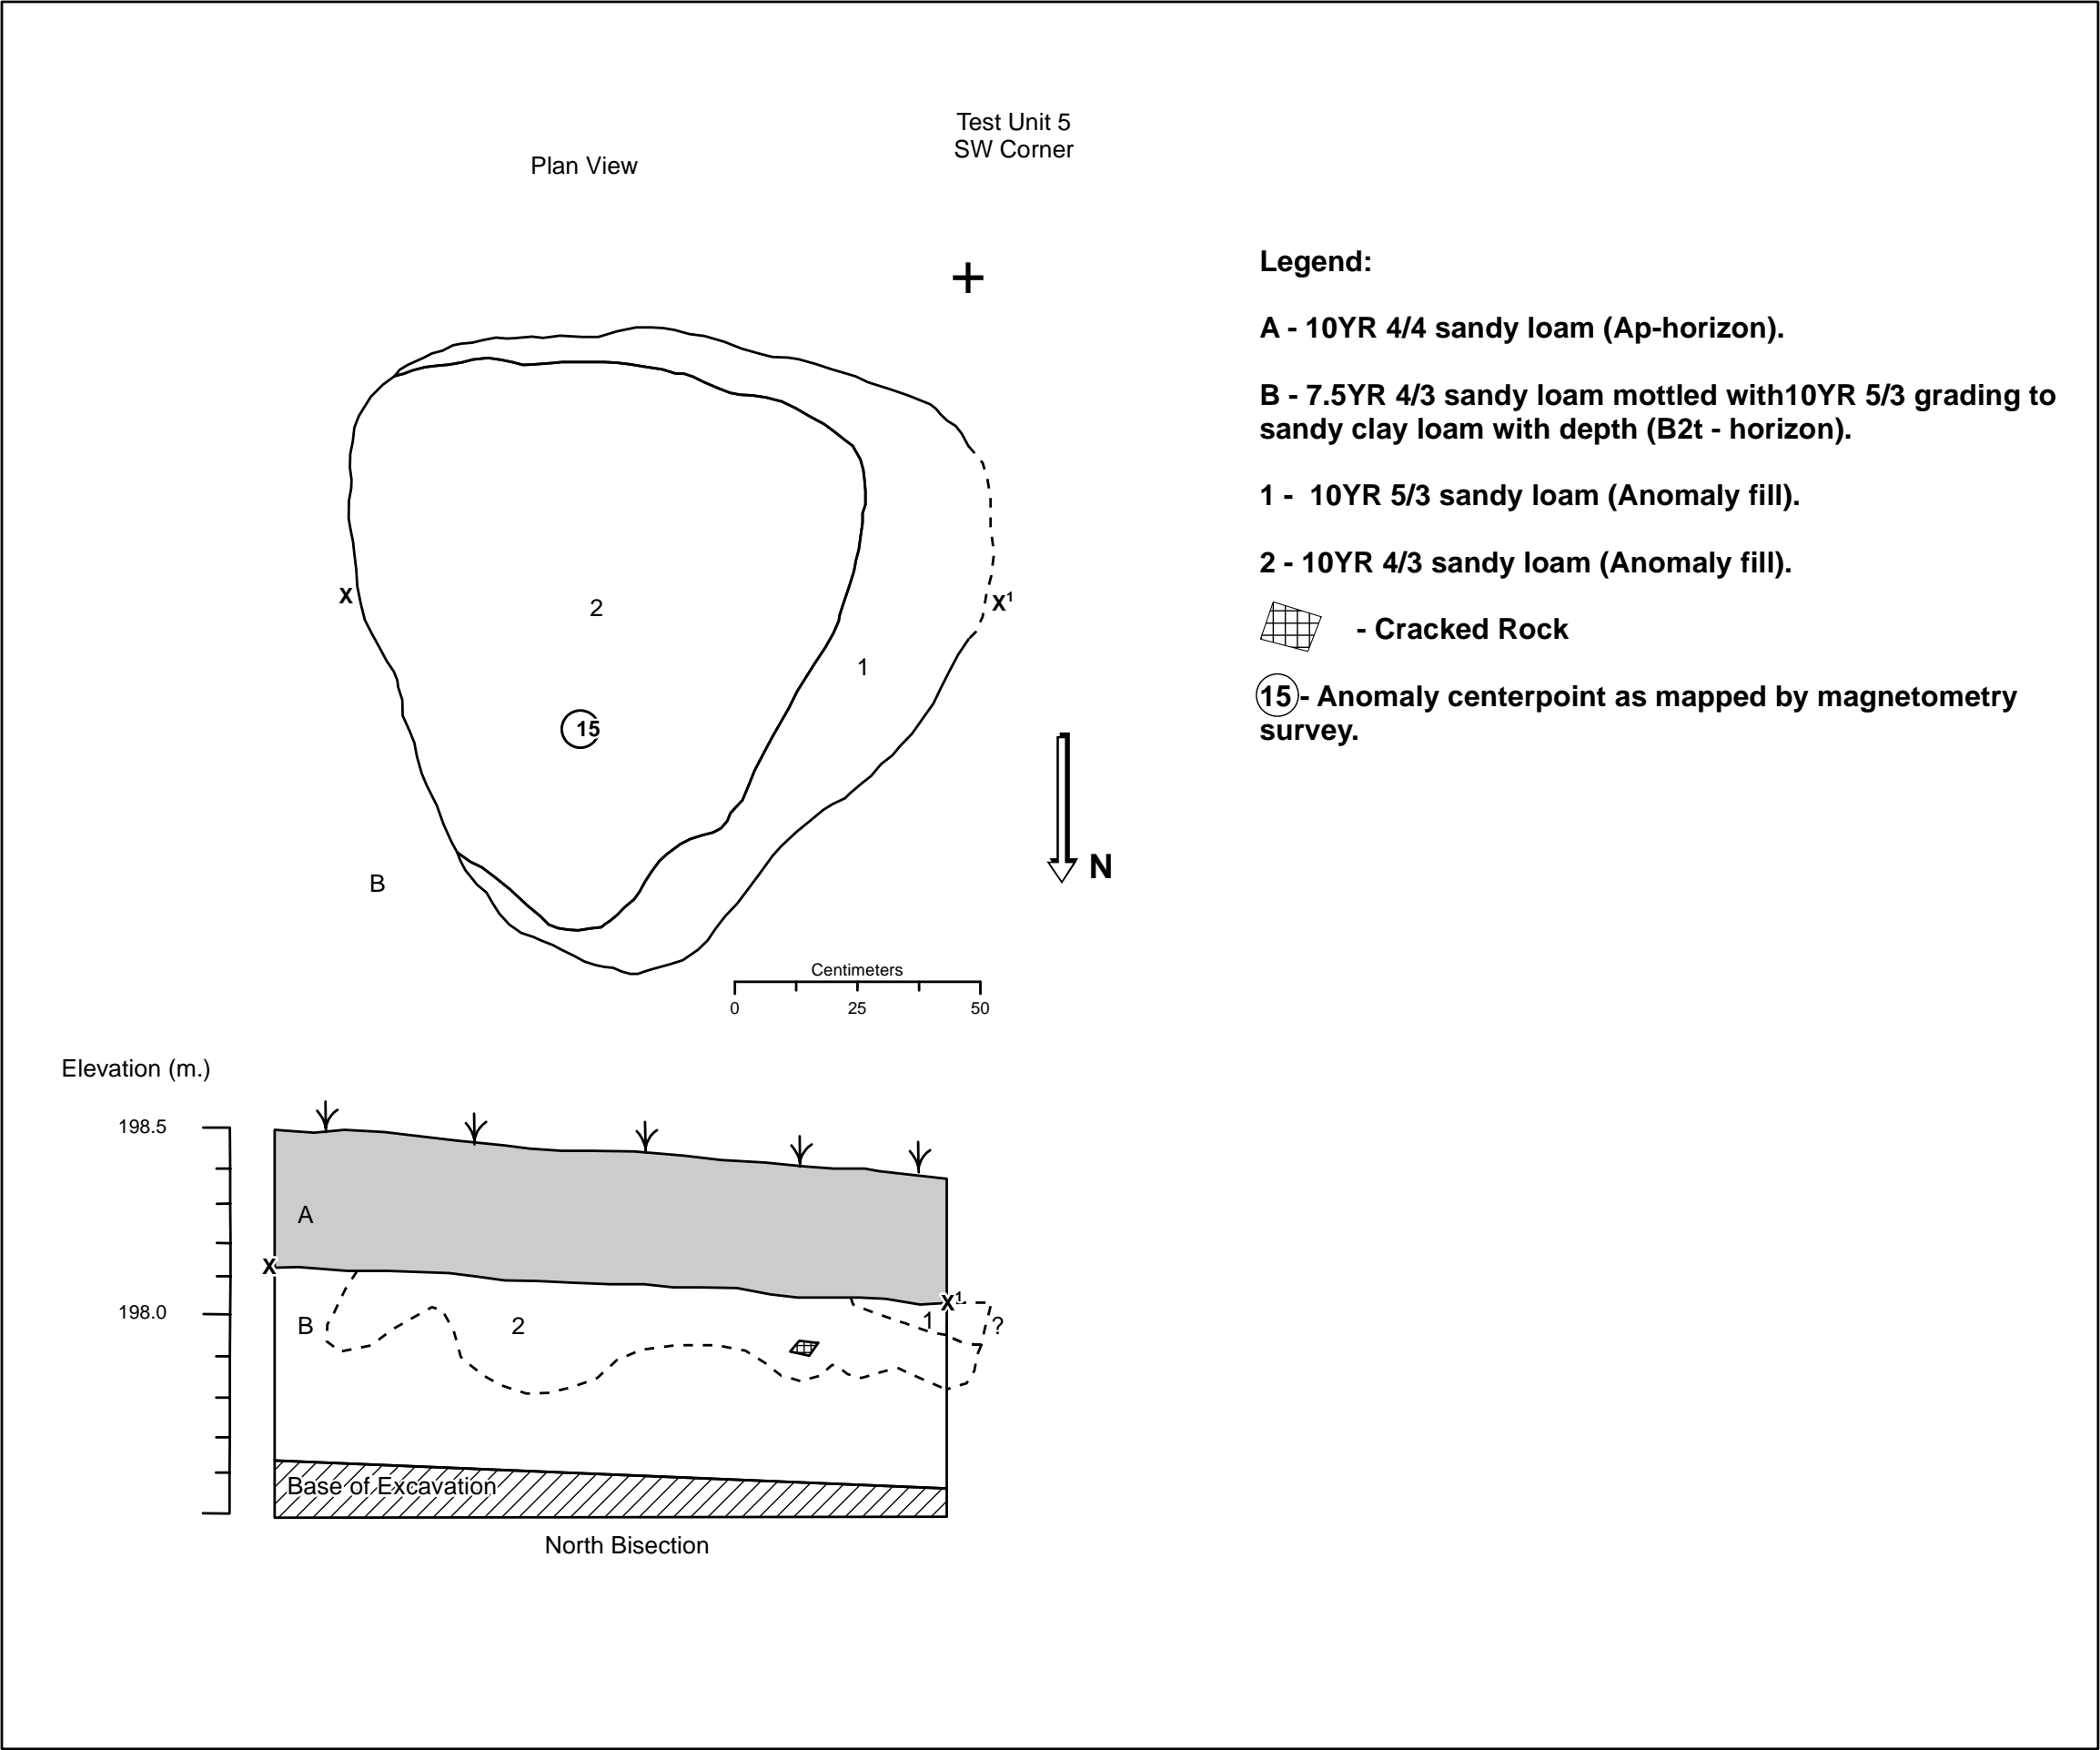 Test Unit 5
SW Corner
Plan View
Legend:
A - 10YR 4/4 sandy loam (Ap-horizon).
B - 7.5YR 4/3 sandy loam mottled with10YR 5/3 grading to
sandy clay loam with depth (B2t - horizon).
1 - 10YR 5/3 sandy loam (Anomaly fill).
2 - 10YR 4/3 sandy loam (Anomaly fill).
- Cracked Rock
15 - Anomaly centerpoint as mapped by magnetometry
survey.
X
2
X¹
1
15
N
B
Centimeters
0 25 50
Elevation (m.)
198.5
A
X
198.0
B
2
1
X¹
?
Base of Excavation
North Bisection